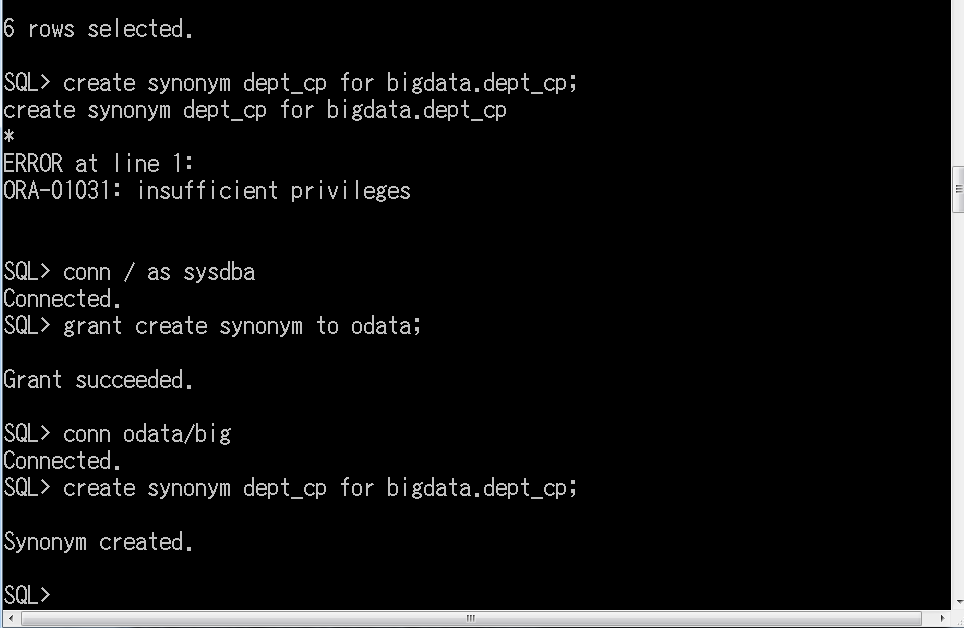 6 rows selected.
SQL> create synonym dept_cp for bigdata.dept_cp;
create synonym dept_cp for bigdata.dept_cp
*
ERROR at line 1:
ORA-01031: insufficient privileges
SQL> conn / as sysdba
Connected.
SQL> grant create synonym to odata;
Grant succeeded.
SQL> conn odata/big
Connected.
SQL> create synonym dept_cp for bigdata.dept_cp;
Synonym created.
SQL>